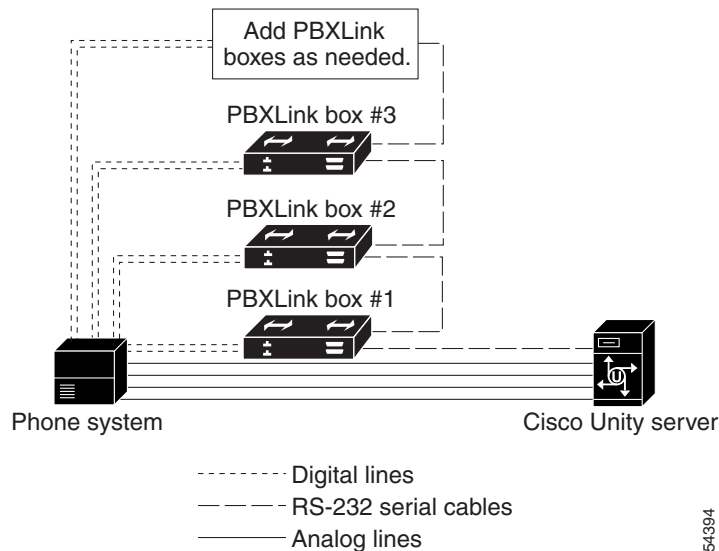 Add PBXLink
boxes as needed.
PBXLink box #3
PBXLink box #2
PBXLink box #1
U
Phone system
Cisco Unity server
Digital lines
RS-232 serial cables
Analog lines
54394